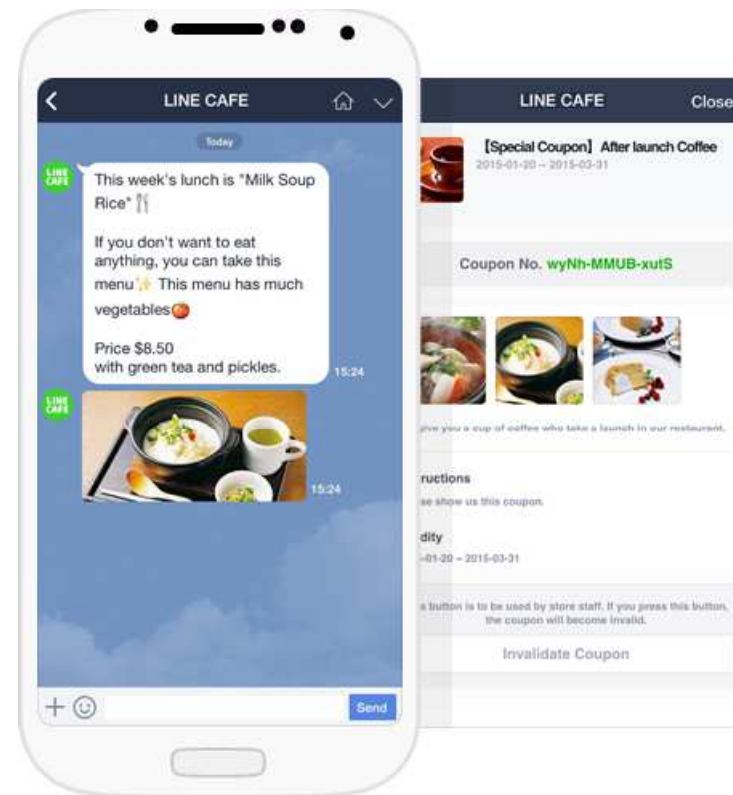 LINE CAFE
Today
LINE
CAFE
This week's lunch is "Milk Soup
Rice"
If you don't want to eat
anything, you can take this
menu✨ This menu has much
vegetables🍅
Price $8.50
with green tea and pickles.
15:24
LINE
CAFE
15:24
Send
LINE CAFE
Close
【Special Coupon】After launch Coffee
2015-01-20 – 2015-03-31
Coupon No. wyNh-MMUB-xutS
give you a cup of coffee who take a launch in our restaurant.
ructions
se show us this coupon.
dity
-01-20 – 2015-03-31
s button is to be used by store staff. If you press this button,
the coupon will become invalid.
Invalidate Coupon